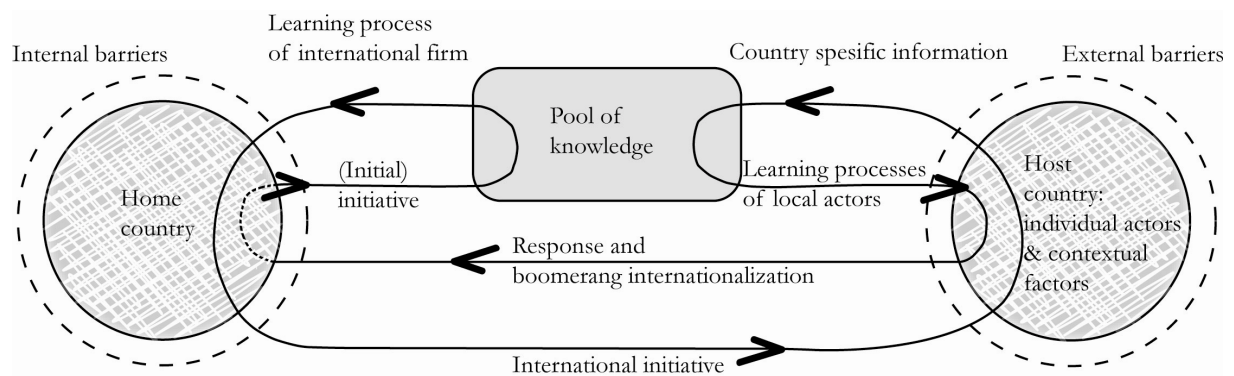 Learning process
of international firm
Internal barriers
Country spesific information
External barriers
Pool of
knowledge
(Initial)
initiative
Learning processes
of local actors
Home
country
Host
country:
individual actors
& contextual
factors
Response and
boomerang internationalization
International initiative